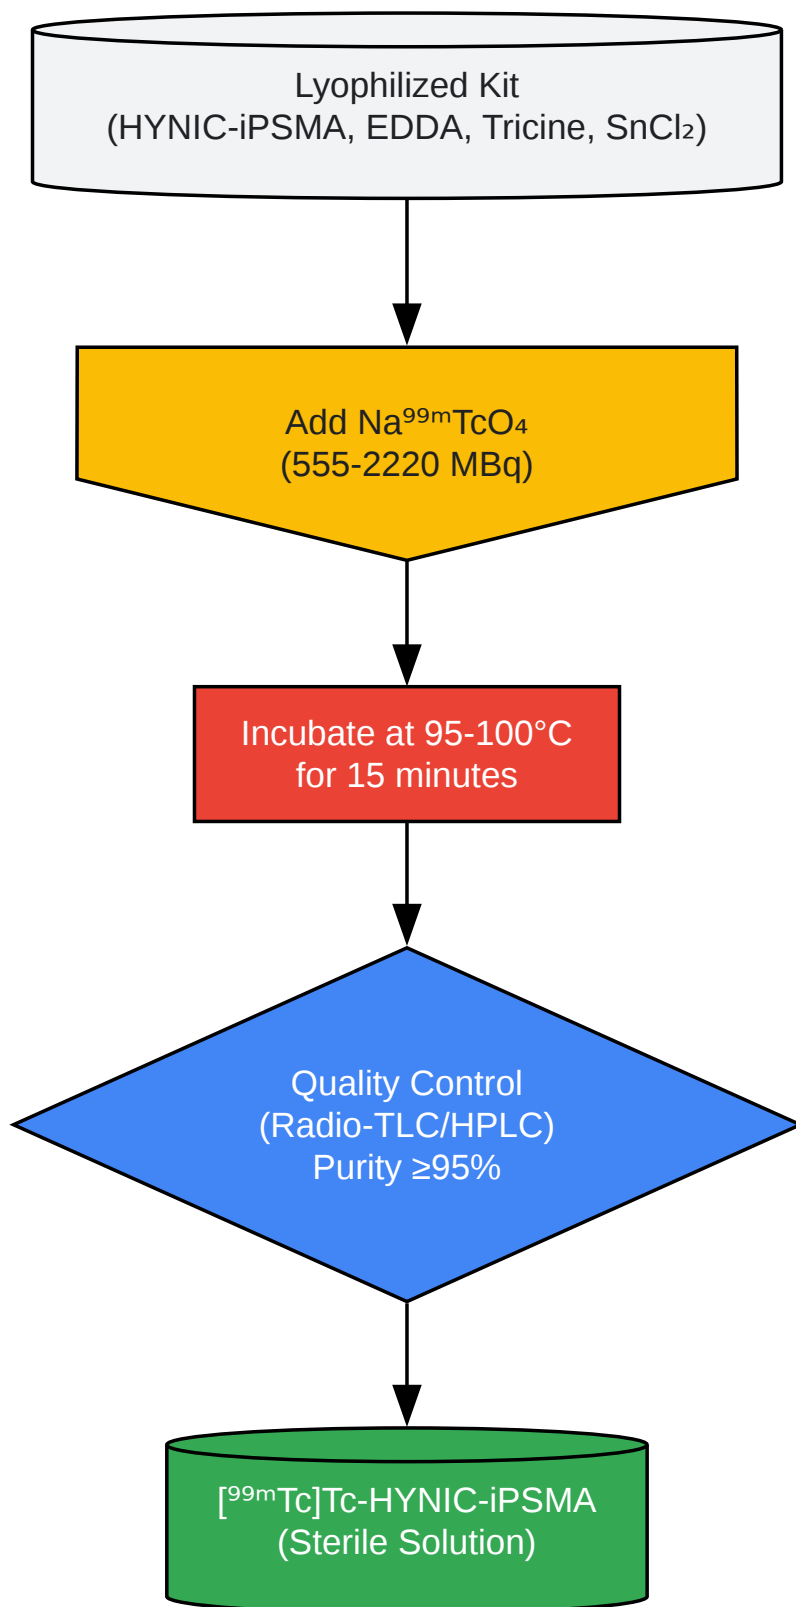 Lyophilized Kit
(HYNIC-iPSMA, EDDA, Tricine, SnCl₂)
Add Na⁹⁹ᵐTcO₄
(555-2220 MBq)
Incubate at 95-100°C
for 15 minutes
Quality Control
(Radio-TLC/HPLC)
Purity ≥95%
[⁹⁹ᵐTc]Tc-HYNIC-iPSMA
(Sterile Solution)